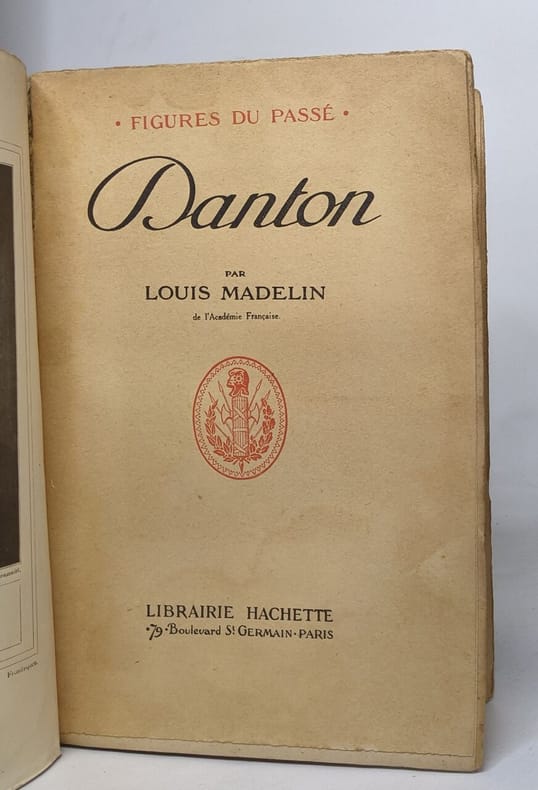 • FIGURES DU PASSÉ •
Danton
PAR
LOUIS MADELIN
de l'Académie Française.
LIBRAIRIE HACHETTE
•79•Boulevard St GERMAIN•PARIS